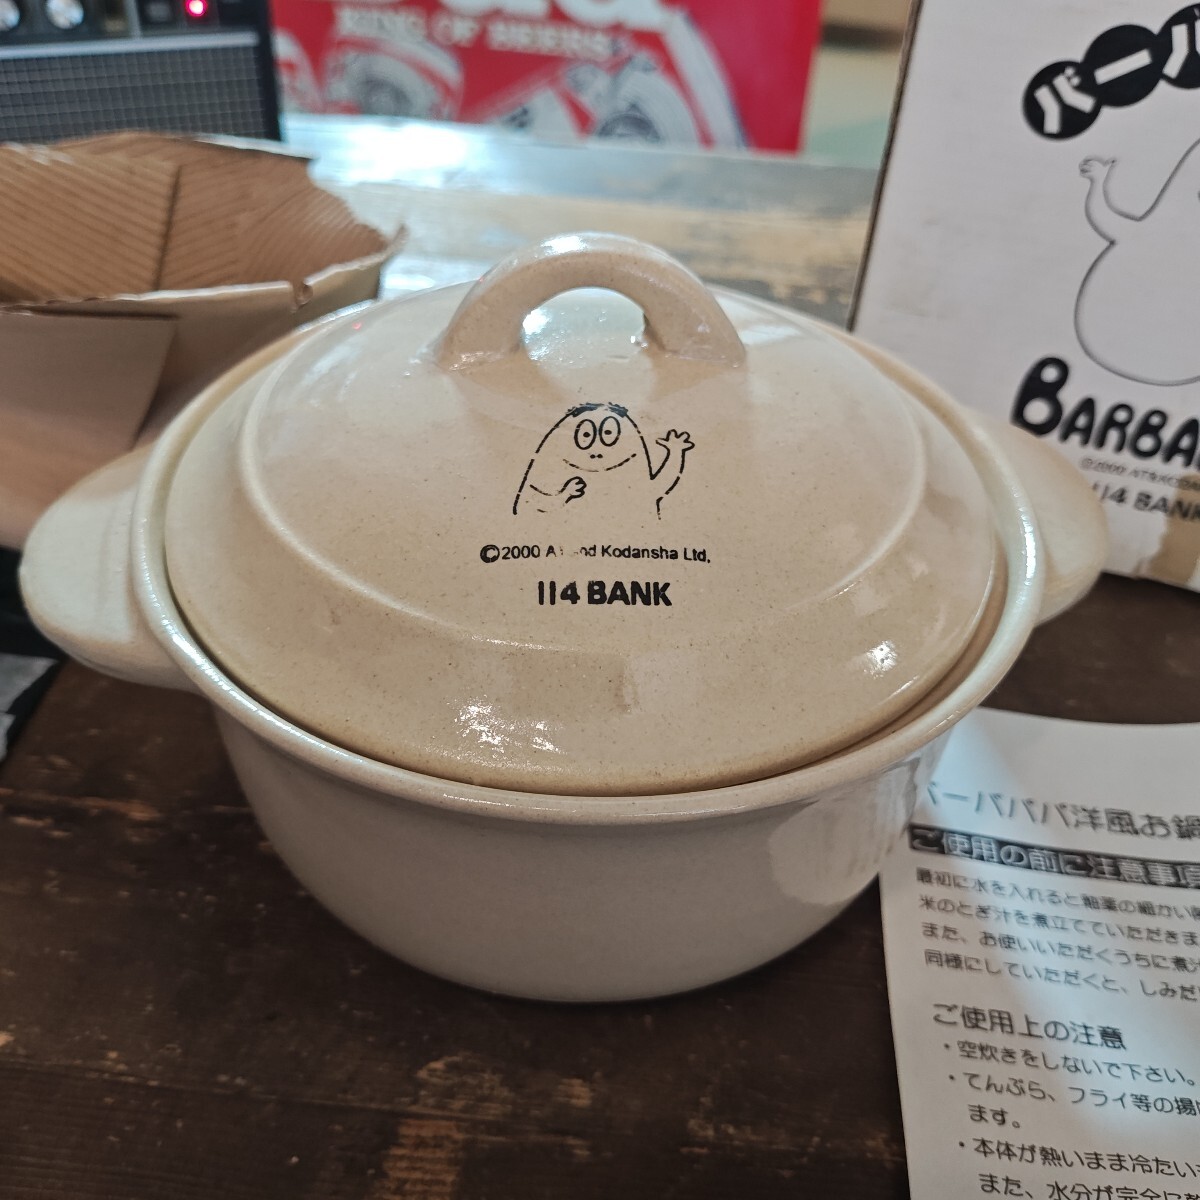 KING OF BEERS
バーバ
BARBA
©2000 AT&KODA
114 BANK
©2000 A nd Kodansha Ltd.
114 BANK
バーバパパ洋風お鍋
ご使用の前に注意事項
最初に水を入れると釉薬の細かい
米のとぎ汁を煮立てていただきま
また、お使いいただくうちに煮汁
同様にしていただくと、しみだ
ご使用上の注意
・空炊きをしないで下さい。
・てんぷら、フライ等の揚
ます。
・本体が熱いまま冷たい
また、水分が完全に